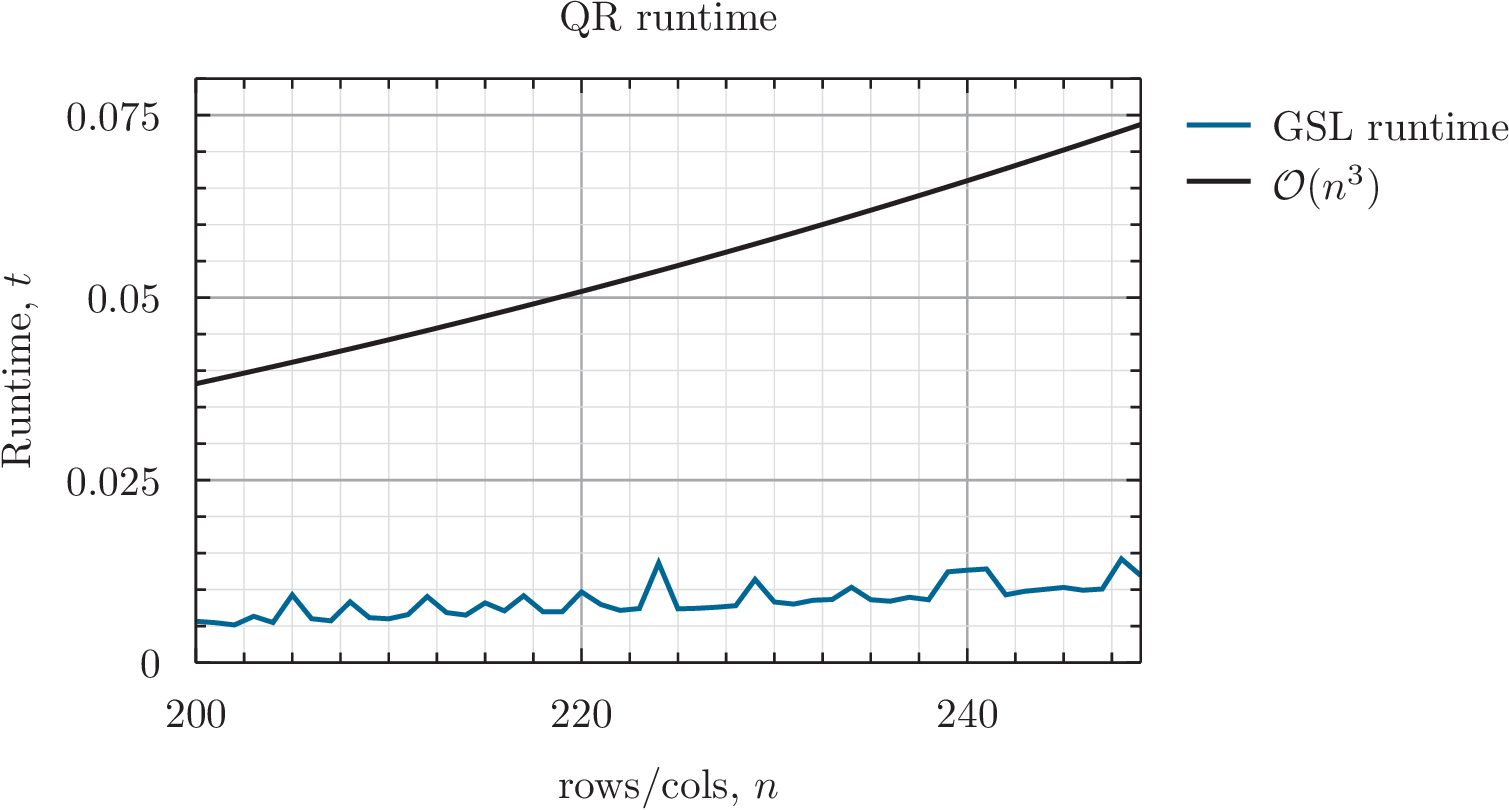 QR runtime
0.075
0.05
0.025
0
200
220
240
Runtime, t
rows/cols, n
GSL runtime
𝒪(n³)